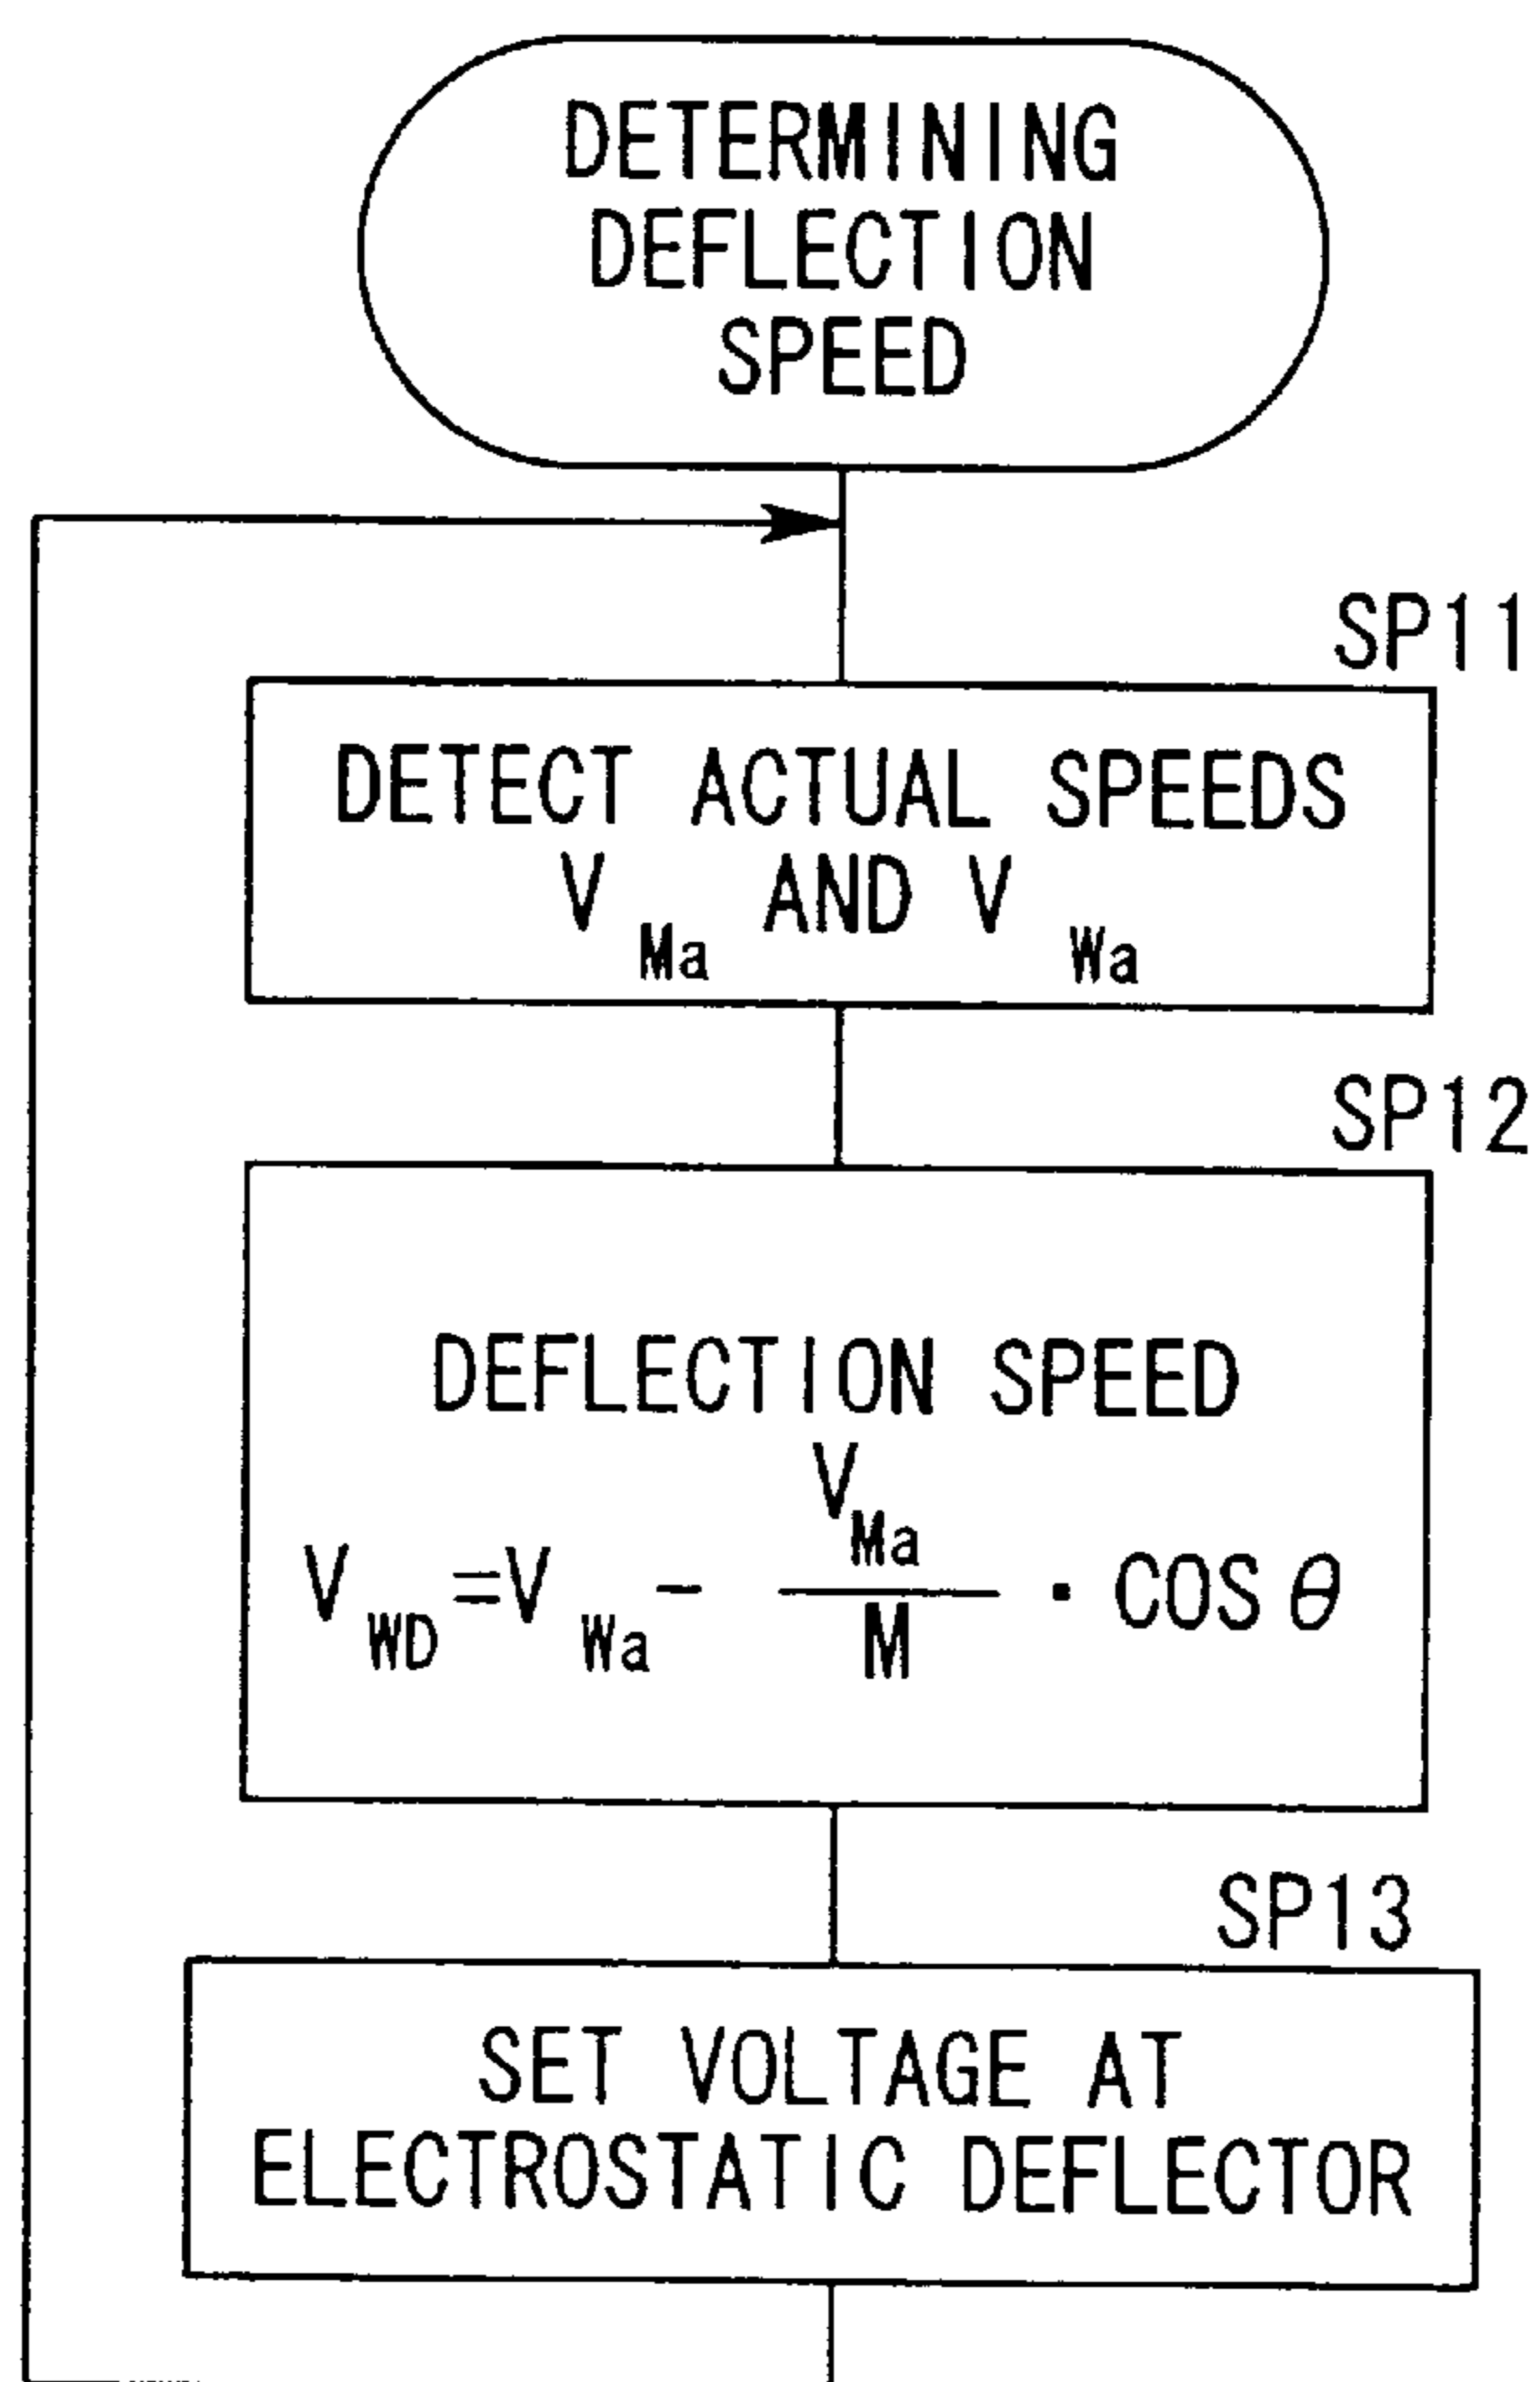 DETERMINING
DEFLECTION
SPEED
SP11
DETECT ACTUAL SPEEDS
V Ma AND V Wa
SP12
DEFLECTION SPEED
V Ma
V WD =V Wa - ―― · COS θ
M
SP13
SET VOLTAGE AT
ELECTROSTATIC DEFLECTOR